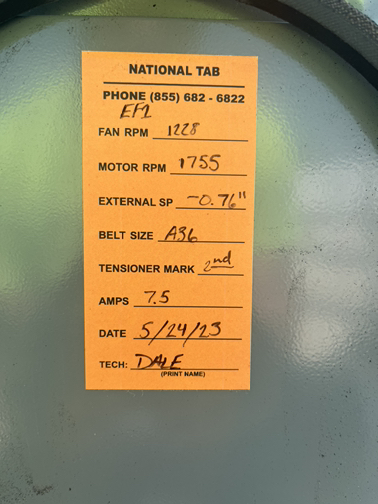 NATIONAL TAB
PHONE (855) 682 - 6822
EF1
FAN RPM 1228
MOTOR RPM 1755
EXTERNAL SP -0.76"
BELT SIZE A36
TENSIONER MARK 2nd
AMPS 7.5
DATE 5/24/23
TECH: DALE
(PRINT NAME)